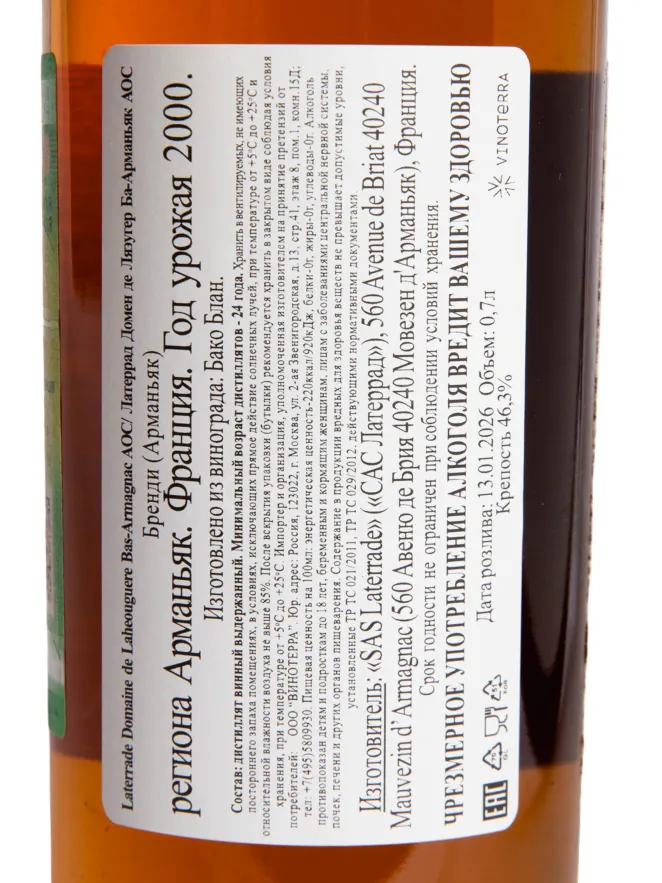 Laterrade Domaine de Laheouguere Bas-Armagnac AOC/ Латеррад Домен де Ляугер Ба-Арманьяк АОС
Бренди (Арманьяк)
региона Арманьяк. Франция. Год урожая 2000.
Изготовлено из винограда: Бако Блан.
Состав: дистиллят винный выдержанный. Минимальный возраст дистиллятов - 24 года. Хранить в вентилируемых, не имеющих
постороннего запаха помещениях, в условиях, исключающих прямое действие солнечных лучей, при температуре от +5°С до +25°С и
относительной влажности воздуха не выше 85%. После вскрытия упаковки (бутылки) рекомендуется хранить в закрытом виде соблюдая условия
хранения, при температуре от +5°С до +25°С. Импортер и организация, уполномоченная изготовителем на принятие претензий от
потребителей: ООО "ВИНОТЕРРА". Юр. адрес: Россия, 123022, г. Москва, ул. 2-ая Звенигородская, д.13, стр.41, этаж 8, пом.1, комн.15Д;
тел: +7(495)5809930. Пищевая ценность на 100мл: энергетическая ценность-220ккал/920кДж, белки-0г, жиры-0г, углеводы-0г. Алкоголь
противопоказан детям и подросткам до 18 лет, беременным и кормящим женщинам, лицам с заболеваниями центральной нервной системы,
почек, печени и других органов пищеварения. Содержание в продукции вредных для здоровья веществ не превышает допустимые уровни,
установленные ТР ТС 021/2011, ТР ТС 029/2012. действующими нормативными документами.
Изготовитель: «SAS Laterrade» («САС Латеррад»), 560 Avenue de Briat 40240
Mauvezin d' Armagnac (560 Авеню де Брия 40240 Мовезен д'Арманьяк), Франция.
Срок годности не ограничен при соблюдении условий хранения.
ЧРЕЗМЕРНОЕ УПОТРЕБЛЕНИЕ АЛКОГОЛЯ ВРЕДИТ ВАШЕМУ ЗДОРОВЬЮ
Дата розлива: 13.01.2026 Объем: 0,7л
Крепость 46,3%
VINOTERRA
EAC
70
GL
51
FOR